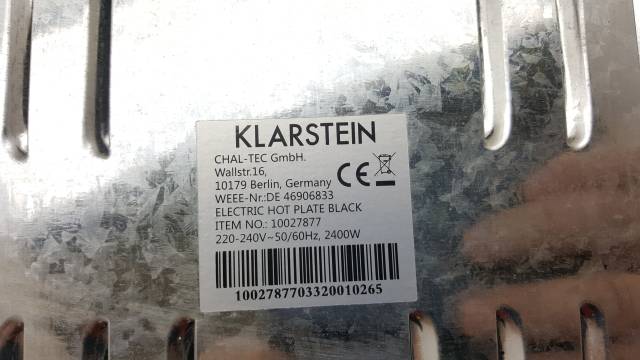 KLARSTEIN
CHAL-TEC GmbH.
Wallstr.16,
10179 Berlin, Germany
CE
WEEE-Nr.:DE 46906833
ELECTRIC HOT PLATE BLACK
ITEM NO.: 10027877
220-240V~50/60Hz, 2400W
1002787703320010265